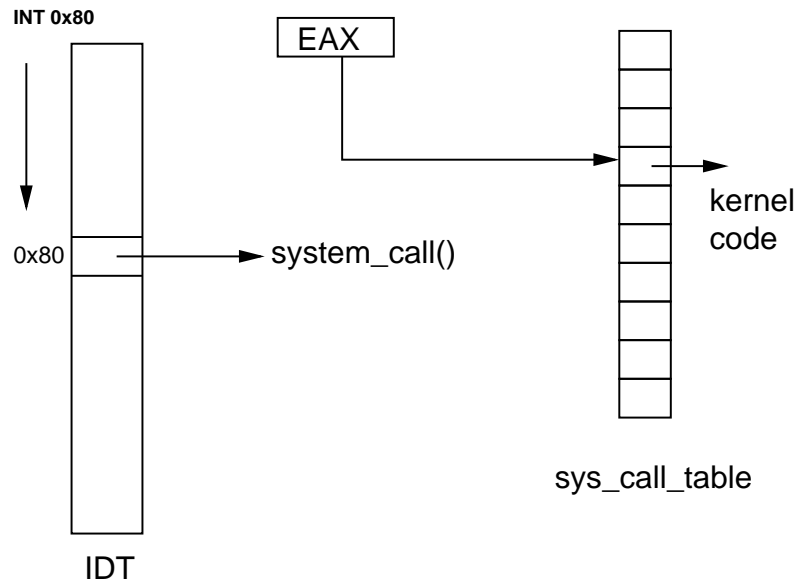 INT 0x80
EAX
0x80
system_call()
kernel
code
sys_call_table
IDT